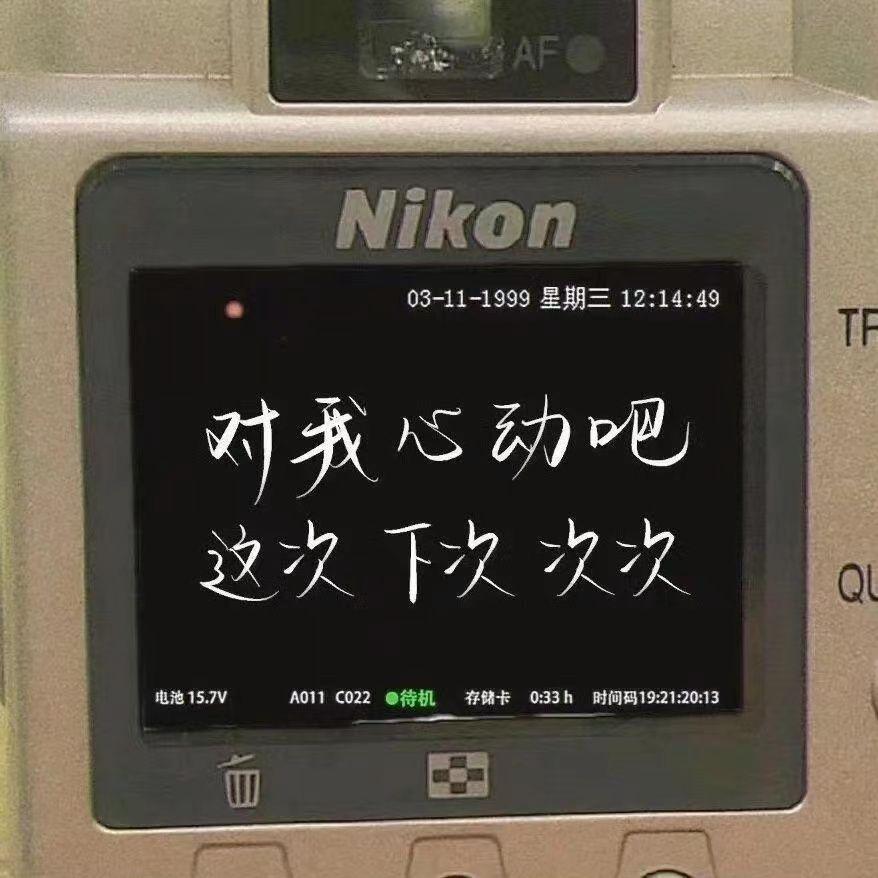 AF
Nikon
03-11-1999 星期三 12:14:49
对我心动吧
这次 下次 次次
电池 15.7V A011 C022 待机 存储卡 0:33 h 时间码19:21:20:13